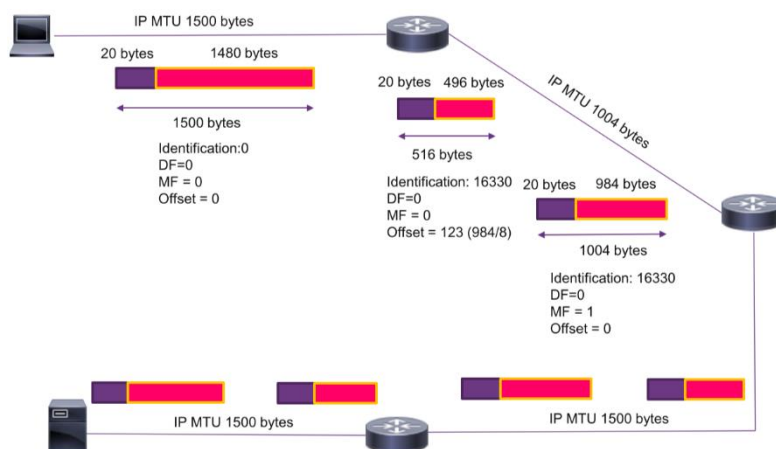 IP MTU 1500 bytes
20 bytes 1480 bytes
1500 bytes
Identification:0
DF=0
MF = 0
Offset = 0
20 bytes 496 bytes
516 bytes
Identification: 16330
DF=0
MF = 0
Offset = 123 (984/8)
IP MTU 1004 bytes
20 bytes 984 bytes
1004 bytes
Identification: 16330
DF=0
MF = 1
Offset = 0
IP MTU 1500 bytes
IP MTU 1500 bytes